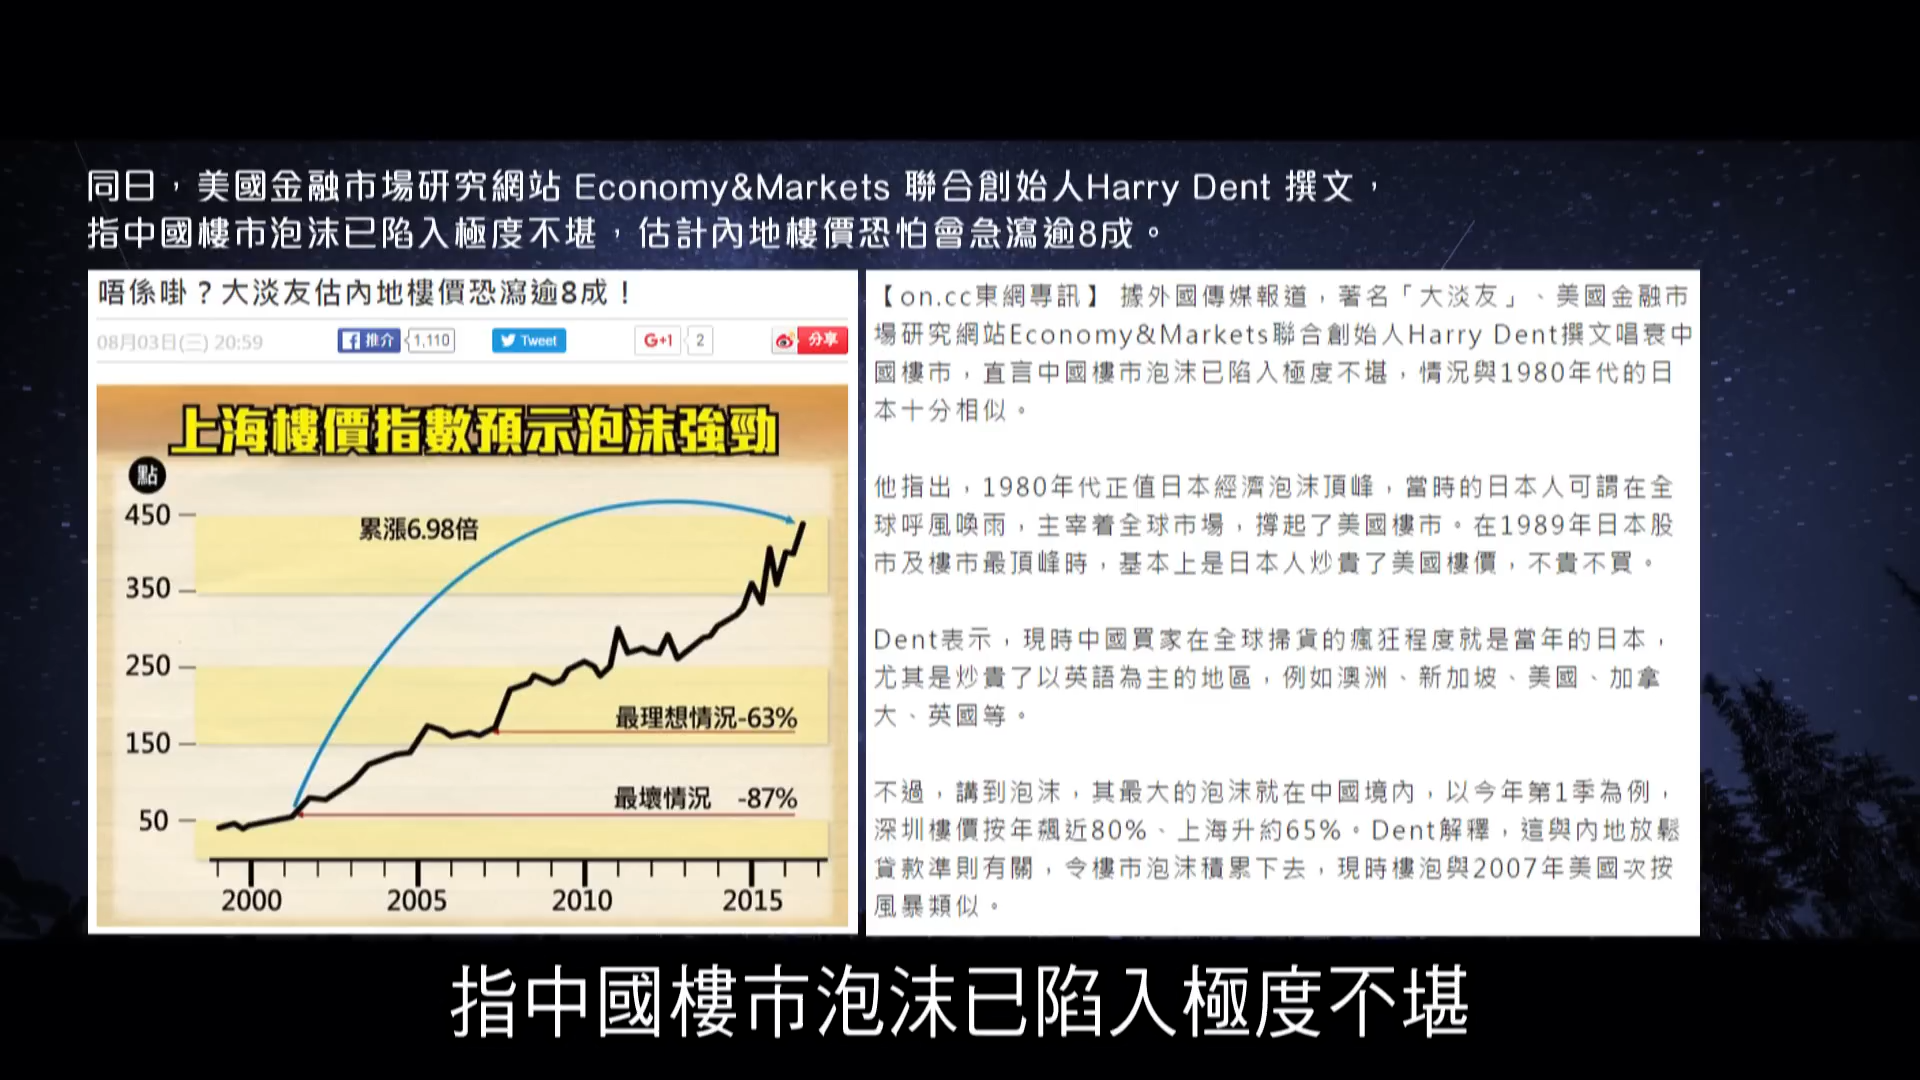 同日，美國金融市場研究網站 Economy&Markets 聯合創始人Harry Dent 撰文，
指中國樓市泡沫已陷入極度不堪，估計內地樓價恐怕會急瀉逾8成。
唔係啩？大淡友估內地樓價恐瀉逾8成！
08月03日(三) 20:59
推介 1,110
Tweet
G+1 2
分享
上海樓價指數預示泡沫強勁
點
450
累漲6.98倍
350
250
最理想情況-63%
150
最壞情況 -87%
50
2000 2005 2010 2015
【on.cc東網專訊】 據外國傳媒報道，著名「大淡友」、美國金融市
場研究網站Economy&Markets聯合創始人Harry Dent撰文唱衰中
國樓市，直言中國樓市泡沫已陷入極度不堪，情況與1980年代的日
本十分相似。
他指出，1980年代正值日本經濟泡沫頂峰，當時的日本人可謂在全
球呼風喚雨，主宰着全球市場，撐起了美國樓市。在1989年日本股
市及樓市最頂峰時，基本上是日本人炒貴了美國樓價，不貴不買。
Dent表示，現時中國買家在全球掃貨的瘋狂程度就是當年的日本，
尤其是炒貴了以英語為主的地區，例如澳洲、新加坡、美國、加拿
大、英國等。
不過，講到泡沫，其最大的泡沫就在中國境內，以今年第1季為例，
深圳樓價按年飆近80%、上海升約65%。Dent解釋，這與內地放鬆
貸款準則有關，令樓市泡沫積累下去，現時樓泡與2007年美國次按
風暴類似。
指中國樓市泡沫已陷入極度不堪